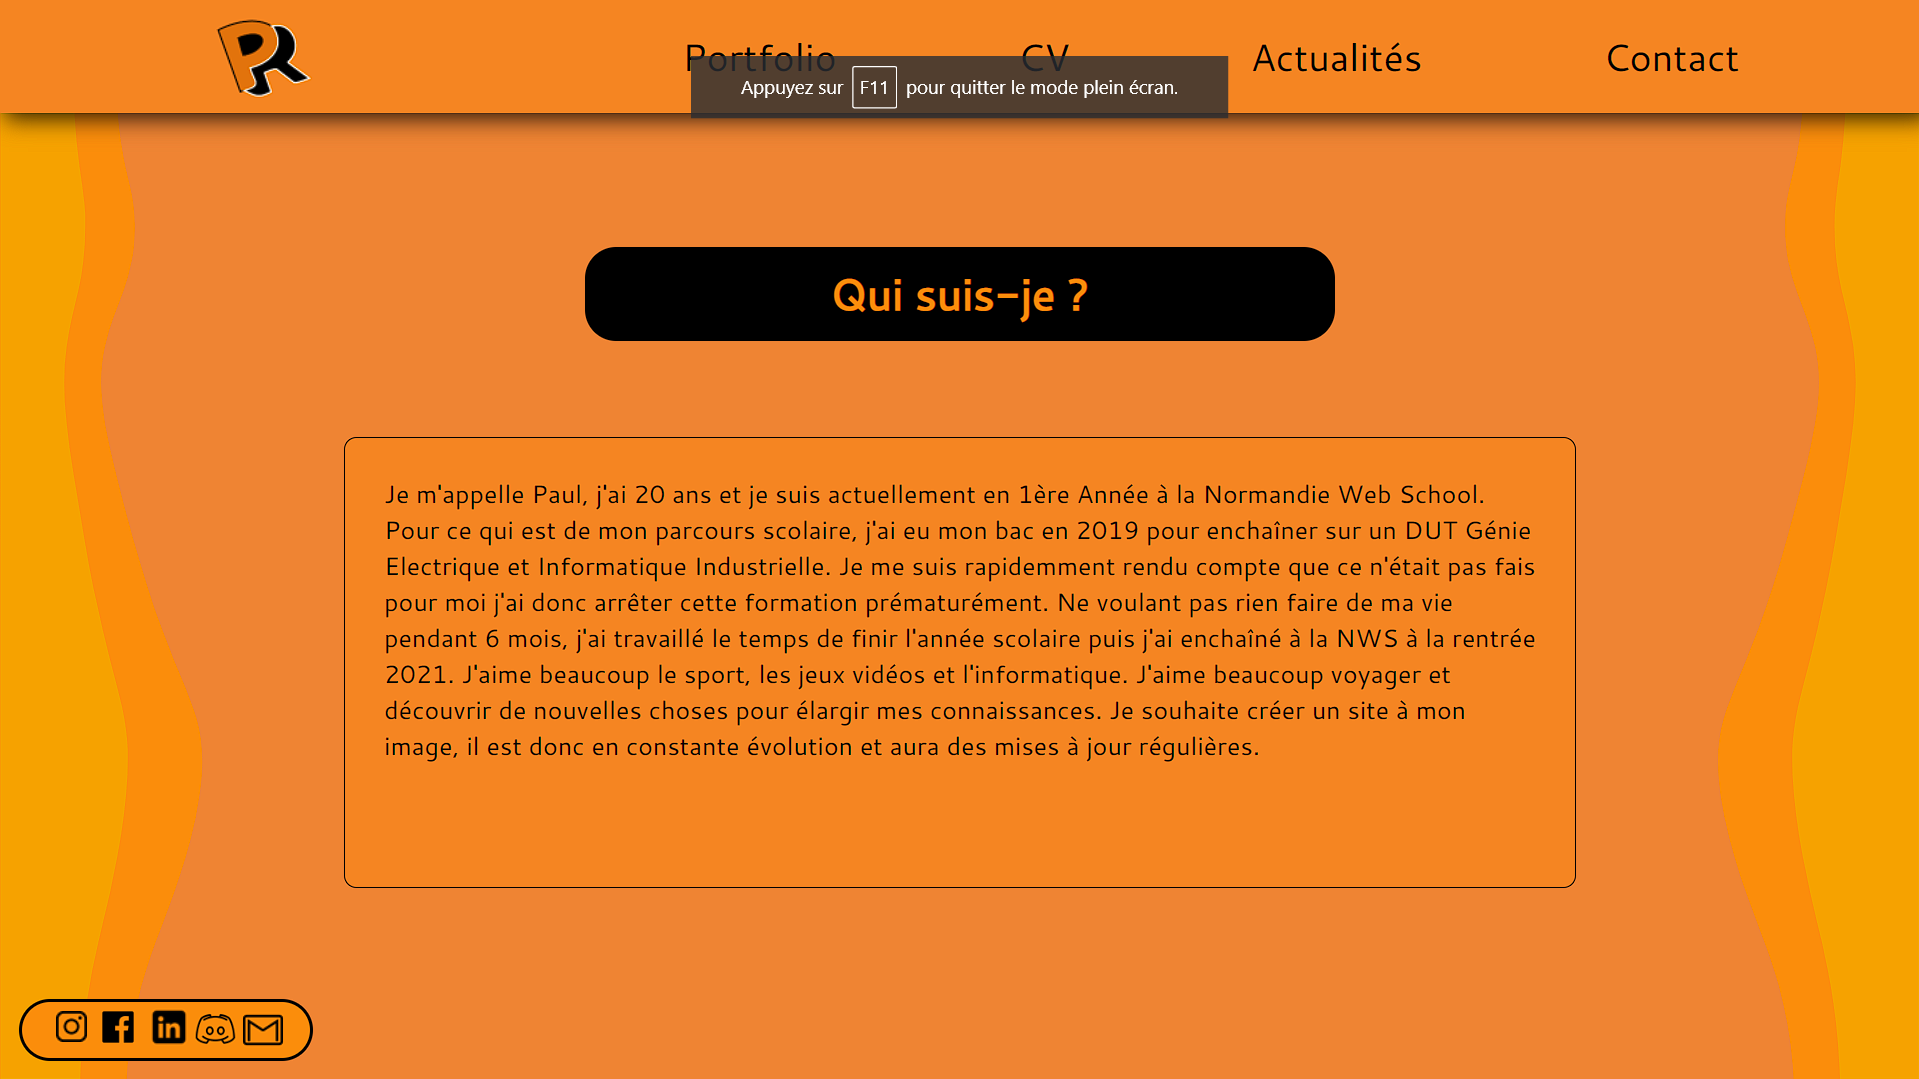 PR
Portfolio CV Actualités Contact
Appuyez sur F11 pour quitter le mode plein écran.
Qui suis-je ?
Je m'appelle Paul, j'ai 20 ans et je suis actuellement en 1ère Année à la Normandie Web School.
Pour ce qui est de mon parcours scolaire, j'ai eu mon bac en 2019 pour enchaîner sur un DUT Génie
Electrique et Informatique Industrielle. Je me suis rapidemment rendu compte que ce n'était pas fais
pour moi j'ai donc arrêter cette formation prématurément. Ne voulant pas rien faire de ma vie
pendant 6 mois, j'ai travaillé le temps de finir l'année scolaire puis j'ai enchaîné à la NWS à la rentrée
2021. J'aime beaucoup le sport, les jeux vidéos et l'informatique. J'aime beaucoup voyager et
découvrir de nouvelles choses pour élargir mes connaissances. Je souhaite créer un site à mon
image, il est donc en constante évolution et aura des mises à jour régulières.